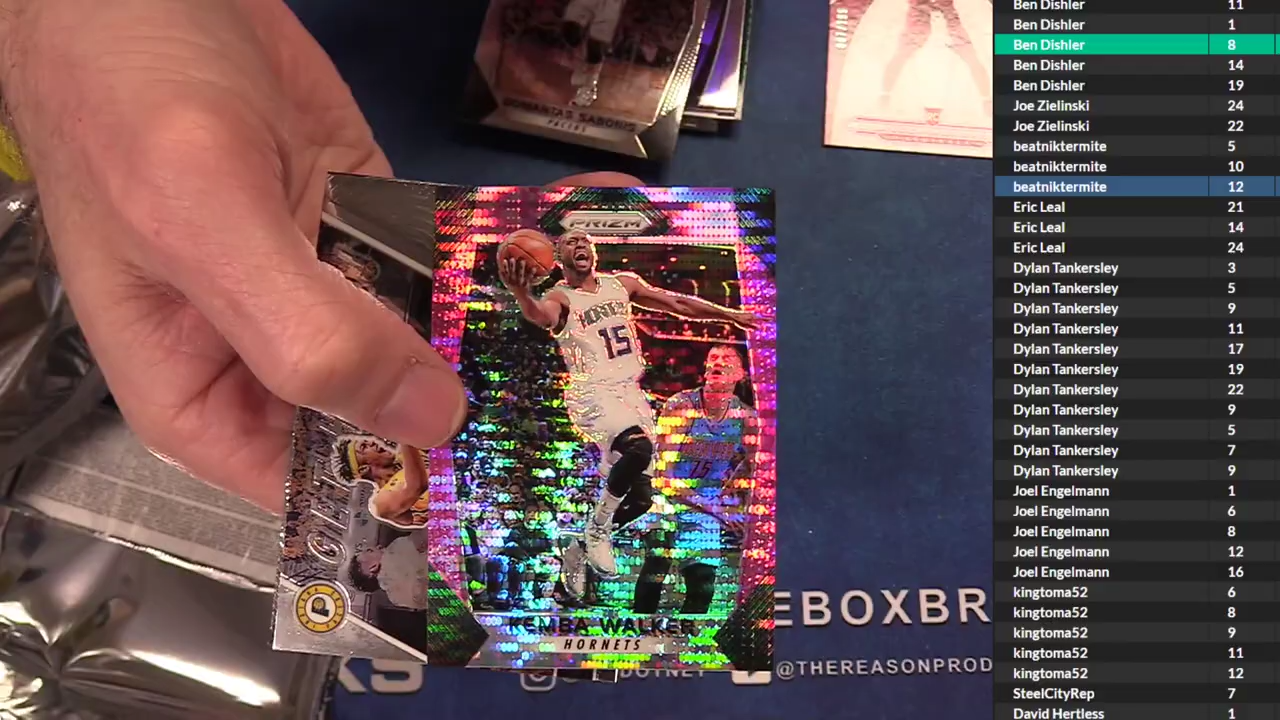 DOMANTAS SABONIS
PACERS
PRIZM
15
GET
KEMBA WALKER
HORNETS
EBOXBR
@THEREASONPROD
Ben Dishler 11
Ben Dishler 1
Ben Dishler 8
Ben Dishler 14
Ben Dishler 19
Joe Zielinski 24
Joe Zielinski 22
beatniktermite 5
beatniktermite 10
beatniktermite 12
Eric Leal 21
Eric Leal 14
Eric Leal 24
Dylan Tankersley 3
Dylan Tankersley 5
Dylan Tankersley 9
Dylan Tankersley 11
Dylan Tankersley 17
Dylan Tankersley 19
Dylan Tankersley 22
Dylan Tankersley 9
Dylan Tankersley 5
Dylan Tankersley 7
Dylan Tankersley 9
Joel Engelmann 1
Joel Engelmann 6
Joel Engelmann 8
Joel Engelmann 12
Joel Engelmann 16
kingtoma52 6
kingtoma52 8
kingtoma52 9
kingtoma52 11
kingtoma52 12
SteelCityRep 7
David Hertless 1